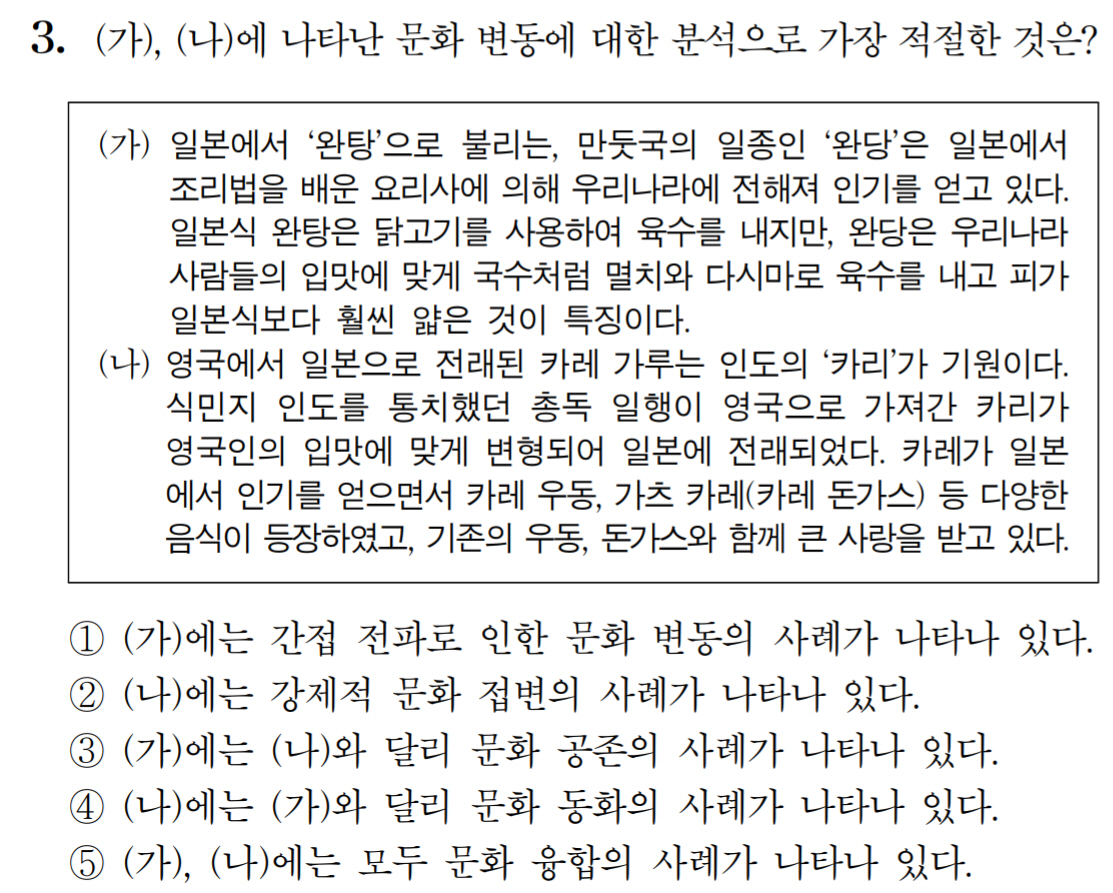 3. (가), (나)에 나타난 문화 변동에 대한 분석으로 가장 적절한 것은?
(가) 일본에서 ‘완탕’으로 불리는, 만둣국의 일종인 ‘완당’은 일본에서
조리법을 배운 요리사에 의해 우리나라에 전해져 인기를 얻고 있다.
일본식 완탕은 닭고기를 사용하여 육수를 내지만, 완당은 우리나라
사람들의 입맛에 맞게 국수처럼 멸치와 다시마로 육수를 내고 피가
일본식보다 훨씬 얇은 것이 특징이다.
(나) 영국에서 일본으로 전래된 카레 가루는 인도의 ‘카리’가 기원이다.
식민지 인도를 통치했던 총독 일행이 영국으로 가져간 카리가
영국인의 입맛에 맞게 변형되어 일본에 전래되었다. 카레가 일본
에서 인기를 얻으면서 카레 우동, 가츠 카레(카레 돈가스) 등 다양한
음식이 등장하였고, 기존의 우동, 돈가스와 함께 큰 사랑을 받고 있다.
① (가)에는 간접 전파로 인한 문화 변동의 사례가 나타나 있다.
② (나)에는 강제적 문화 접변의 사례가 나타나 있다.
③ (가)에는 (나)와 달리 문화 공존의 사례가 나타나 있다.
④ (나)에는 (가)와 달리 문화 동화의 사례가 나타나 있다.
⑤ (가), (나)에는 모두 문화 융합의 사례가 나타나 있다.